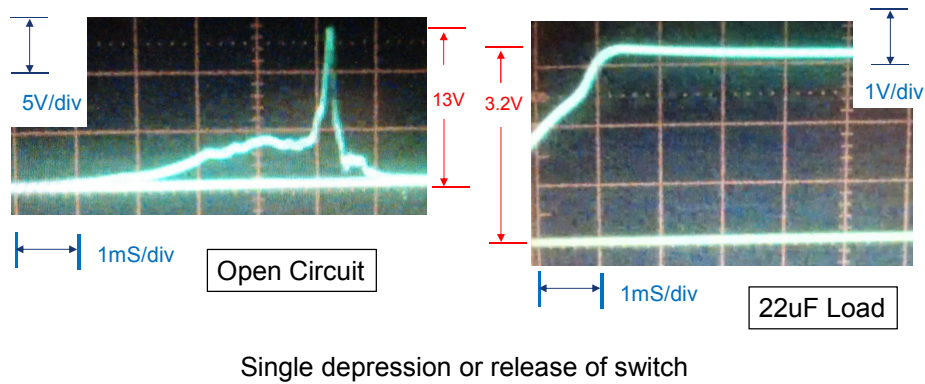 5V/div
13V
1mS/div
Open Circuit
3.2V
1V/div
1mS/div
22uF Load
Single depression or release of switch